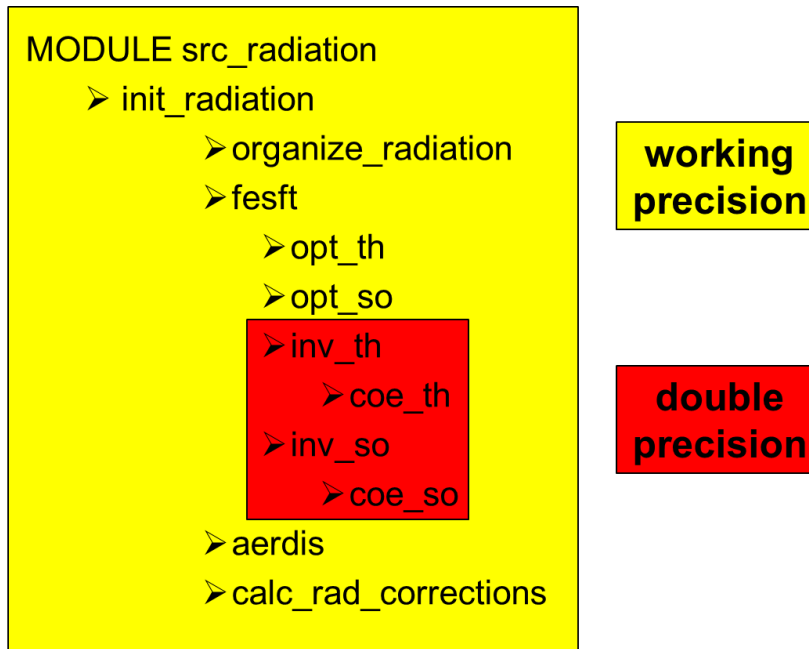 MODULE src_radiation
➤ init_radiation
➤ organize_radiation
➤ fesft
➤ opt_th
➤ opt_so
➤ inv_th
➤ coe_th
➤ inv_so
➤ coe_so
➤ aerdis
➤ calc_rad_corrections
working
precision
double
precision